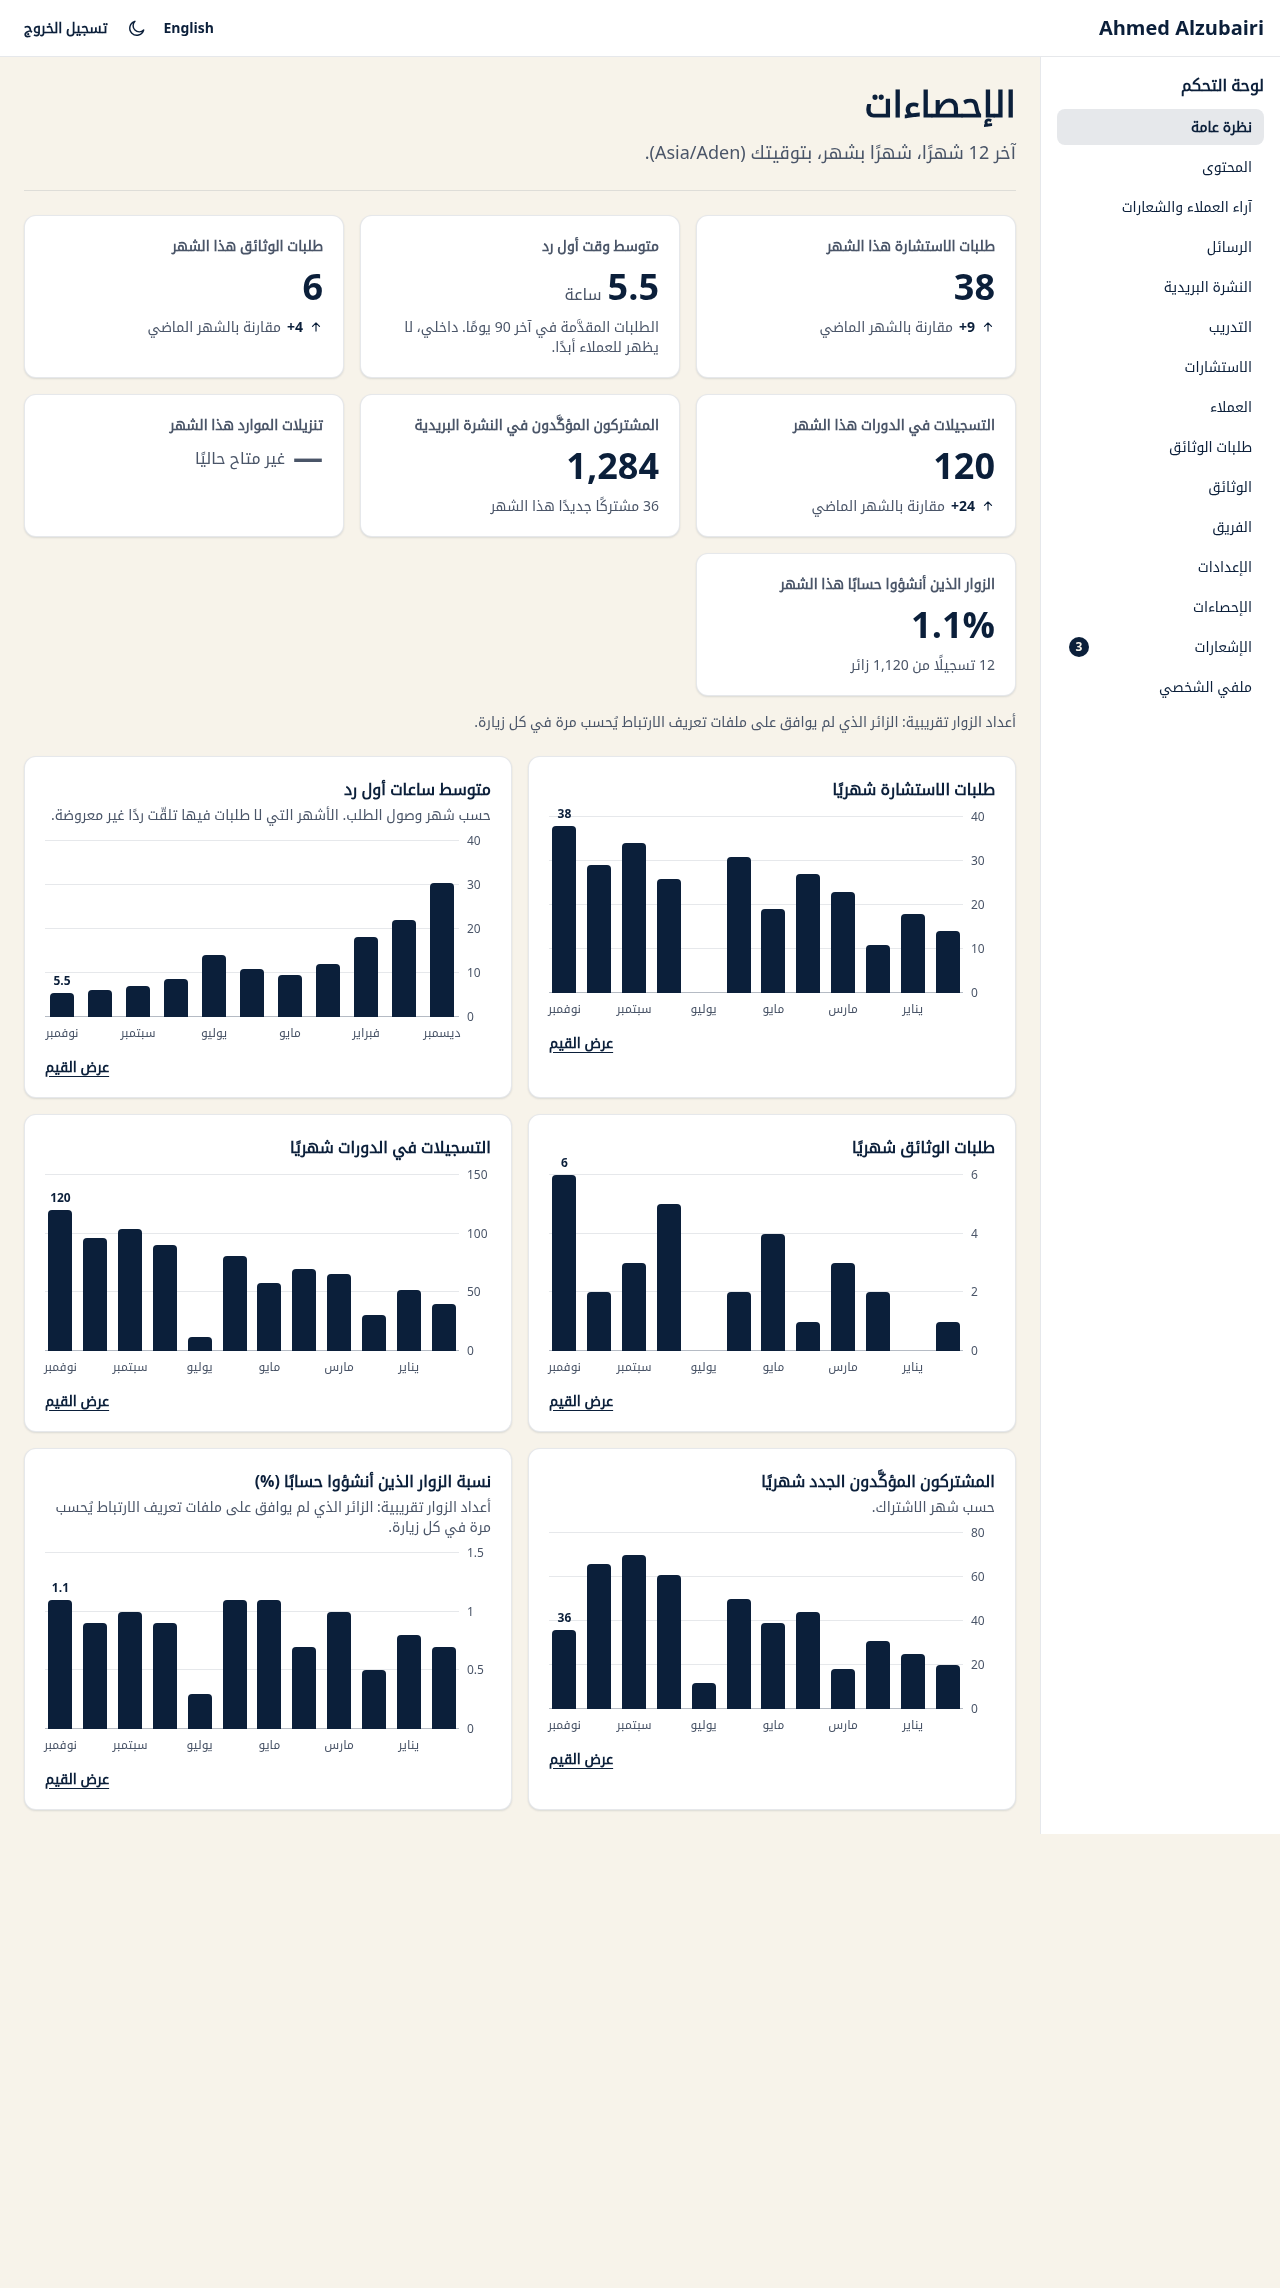 Ahmed Alzubairi
English
تسجيل الخروج
لوحة التحكم
نظرة عامة
المحتوى
آراء العملاء والشعارات
الرسائل
النشرة البريدية
التدريب
الاستشارات
العملاء
طلبات الوثائق
الوثائق
الفريق
الإعدادات
الإحصاءات
الإشعارات 3
ملفي الشخصي
الإحصاءات
آخر 12 شهرًا، شهرًا بشهر، بتوقيتك (Asia/Aden).
طلبات الاستشارة هذا الشهر
38
↑ +9 مقارنة بالشهر الماضي
متوسط وقت أول رد
5.5 ساعة
الطلبات المقدَّمة في آخر 90 يومًا. داخلي، لا
يظهر للعملاء أبدًا.
طلبات الوثائق هذا الشهر
6
↑ +4 مقارنة بالشهر الماضي
التسجيلات في الدورات هذا الشهر
120
↑ +24 مقارنة بالشهر الماضي
المشتركون المؤكَّدون في النشرة البريدية
1,284
36 مشتركًا جديدًا هذا الشهر
تنزيلات الموارد هذا الشهر
— غير متاح حاليًا
الزوار الذين أنشؤوا حسابًا هذا الشهر
1.1%
12 تسجيلًا من 1,120 زائر
أعداد الزوار تقريبية: الزائر الذي لم يوافق على ملفات تعريف الارتباط يُحسب مرة في كل زيارة.
طلبات الاستشارة شهريًا
40
30
20
10
0
38
يناير مارس مايو يوليو سبتمبر نوفمبر
عرض القيم
متوسط ساعات أول رد
حسب شهر وصول الطلب. الأشهر التي لا طلبات فيها تلقّت ردًا غير معروضة.
40
30
20
10
0
5.5
ديسمبر فبراير مايو يوليو سبتمبر نوفمبر
عرض القيم
طلبات الوثائق شهريًا
6
4
2
0
6
يناير مارس مايو يوليو سبتمبر نوفمبر
عرض القيم
التسجيلات في الدورات شهريًا
150
100
50
0
120
يناير مارس مايو يوليو سبتمبر نوفمبر
عرض القيم
المشتركون المؤكَّدون الجدد شهريًا
حسب شهر الاشتراك.
80
60
40
20
0
36
يناير مارس مايو يوليو سبتمبر نوفمبر
عرض القيم
نسبة الزوار الذين أنشؤوا حسابًا (%)
أعداد الزوار تقريبية: الزائر الذي لم يوافق على ملفات تعريف الارتباط يُحسب
مرة في كل زيارة.
1.5
1
0.5
0
1.1
يناير مارس مايو يوليو سبتمبر نوفمبر
عرض القيم